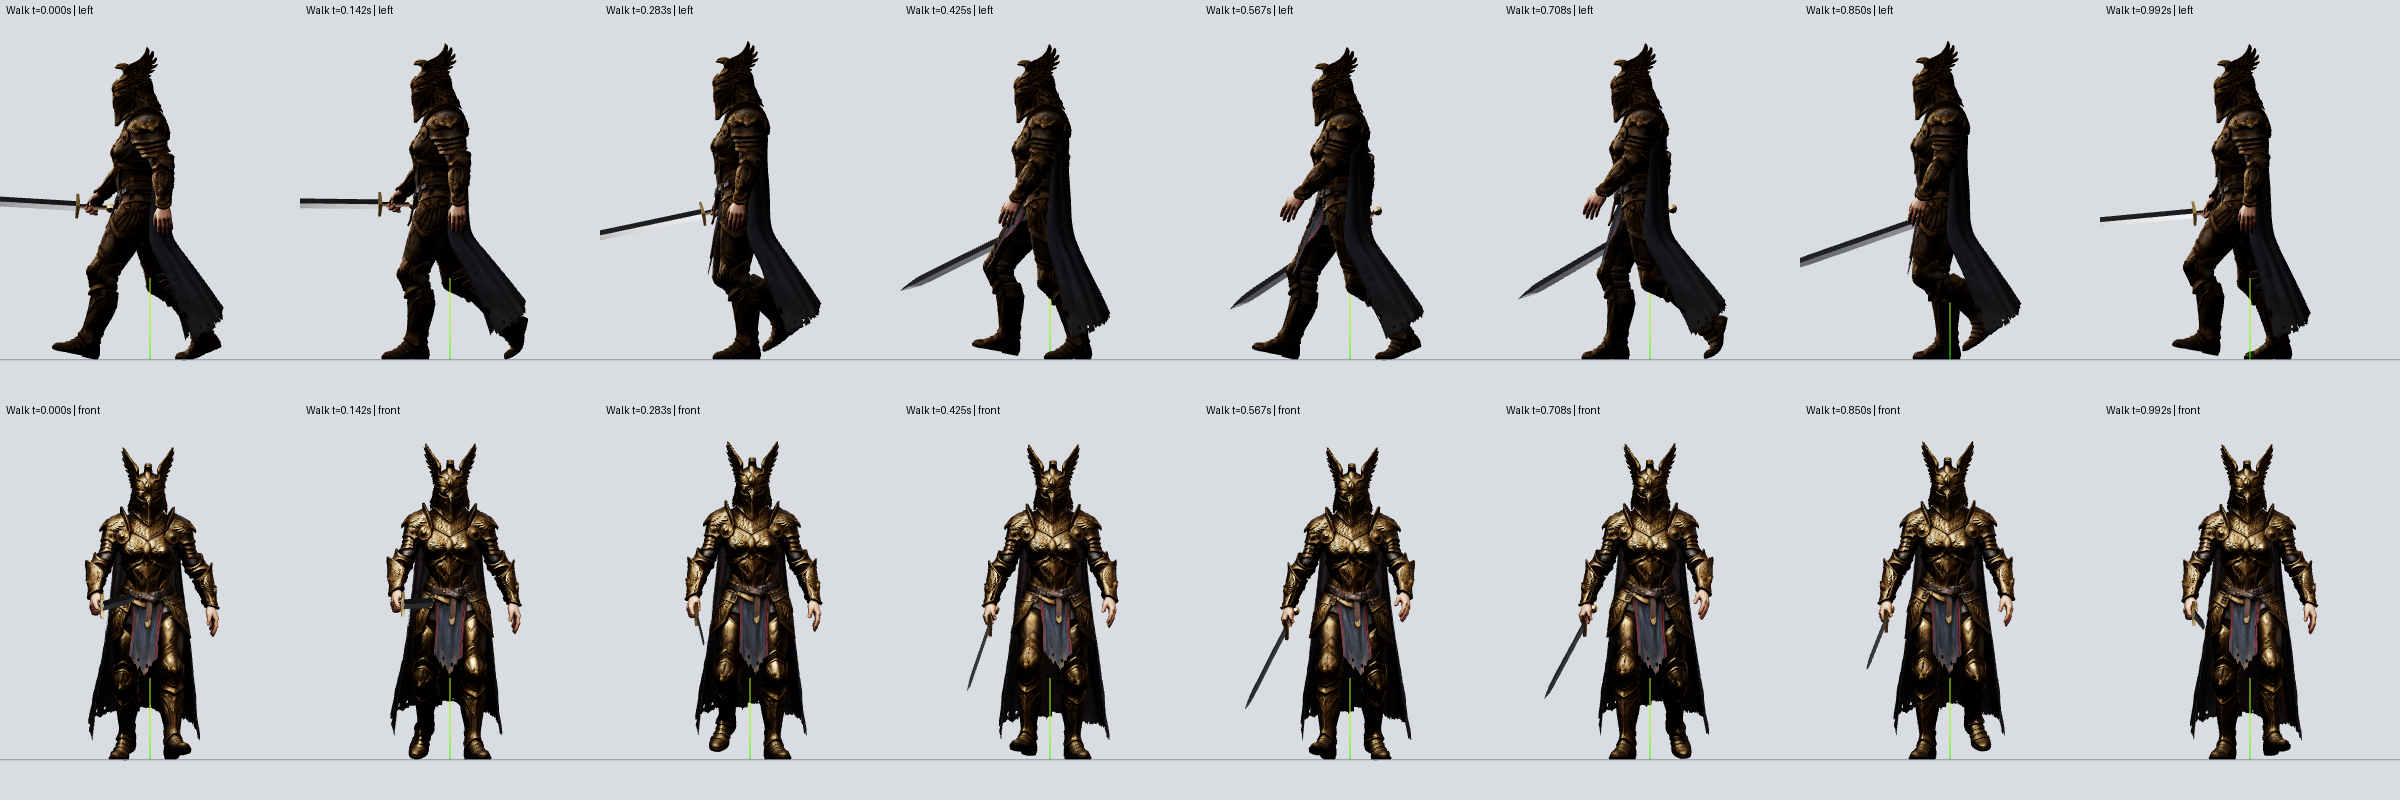 Walk t=0.000s | left
Walk t=0.142s | left
Walk t=0.283s | left
Walk t=0.425s | left
Walk t=0.567s | left
Walk t=0.708s | left
Walk t=0.850s | left
Walk t=0.992s | left
Walk t=0.000s | front
Walk t=0.142s | front
Walk t=0.283s | front
Walk t=0.425s | front
Walk t=0.567s | front
Walk t=0.708s | front
Walk t=0.850s | front
Walk t=0.992s | front